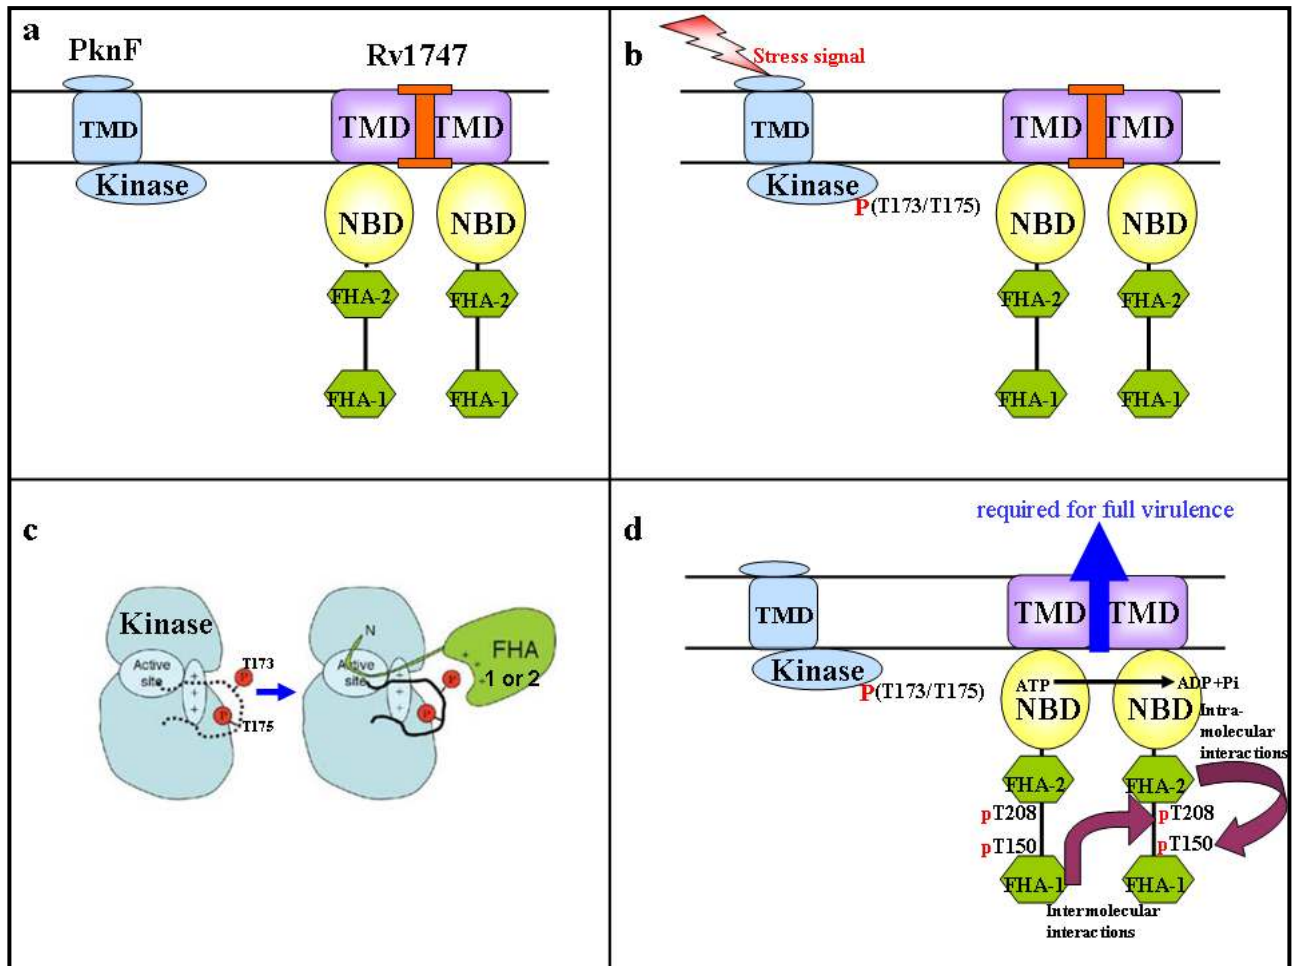 a
PknF
Rv1747
TMD
TMD
TMD
Kinase
NBD
NBD
FHA-2
FHA-2
FHA-1
FHA-1
b
Stress signal
TMD
TMD
TMD
Kinase
P(T173/T175)
NBD
NBD
FHA-2
FHA-2
FHA-1
FHA-1
c
Kinase
Active
site
+
+
+
+
P
T173
P
T175
N
Active
site
+
+
+
+
P
P
+
+
+
FHA
1 or 2
d
required for full virulence
TMD
TMD
TMD
Kinase
P(T173/T175)
ATP
ADP+Pi
NBD
NBD
Intra-
molecular
interactions
FHA-2
FHA-2
pT208
pT208
pT150
pT150
FHA-1
FHA-1
Intermolecular
interactions